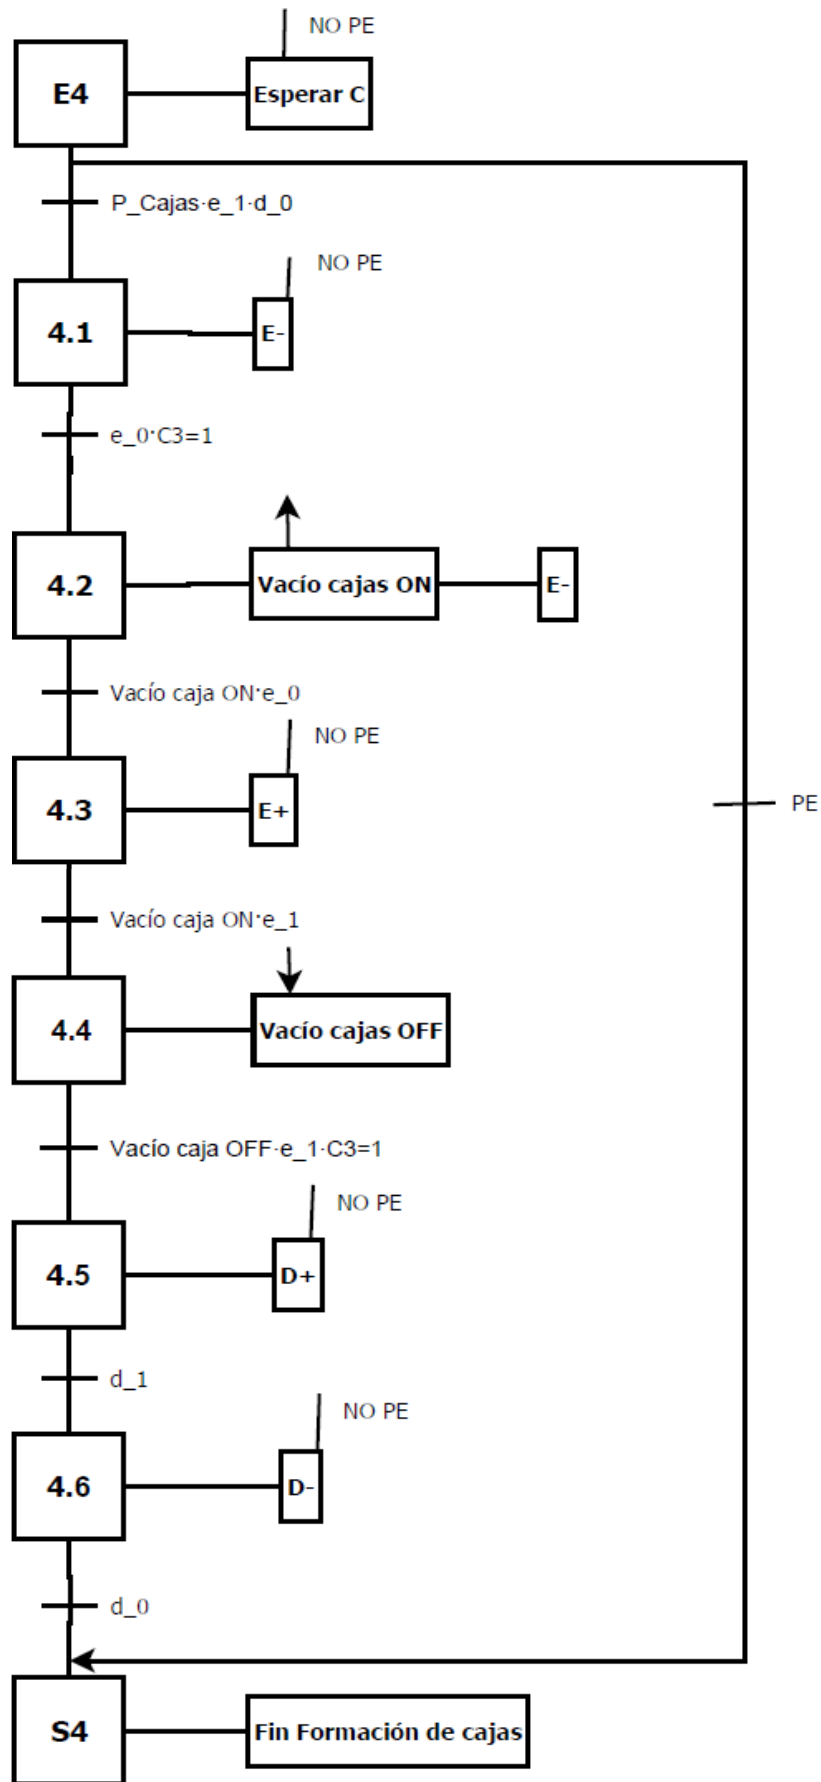 NO PE
E4
Esperar C
P_Cajas·e_1·d_0
NO PE
4.1
E-
e_0·C3=1
4.2
Vacío cajas ON
E-
Vacío caja ON·e_0
NO PE
4.3
E+
PE
Vacío caja ON·e_1
4.4
Vacío cajas OFF
Vacío caja OFF·e_1·C3=1
NO PE
4.5
D+
d_1
NO PE
4.6
D-
d_0
S4
Fin Formación de cajas